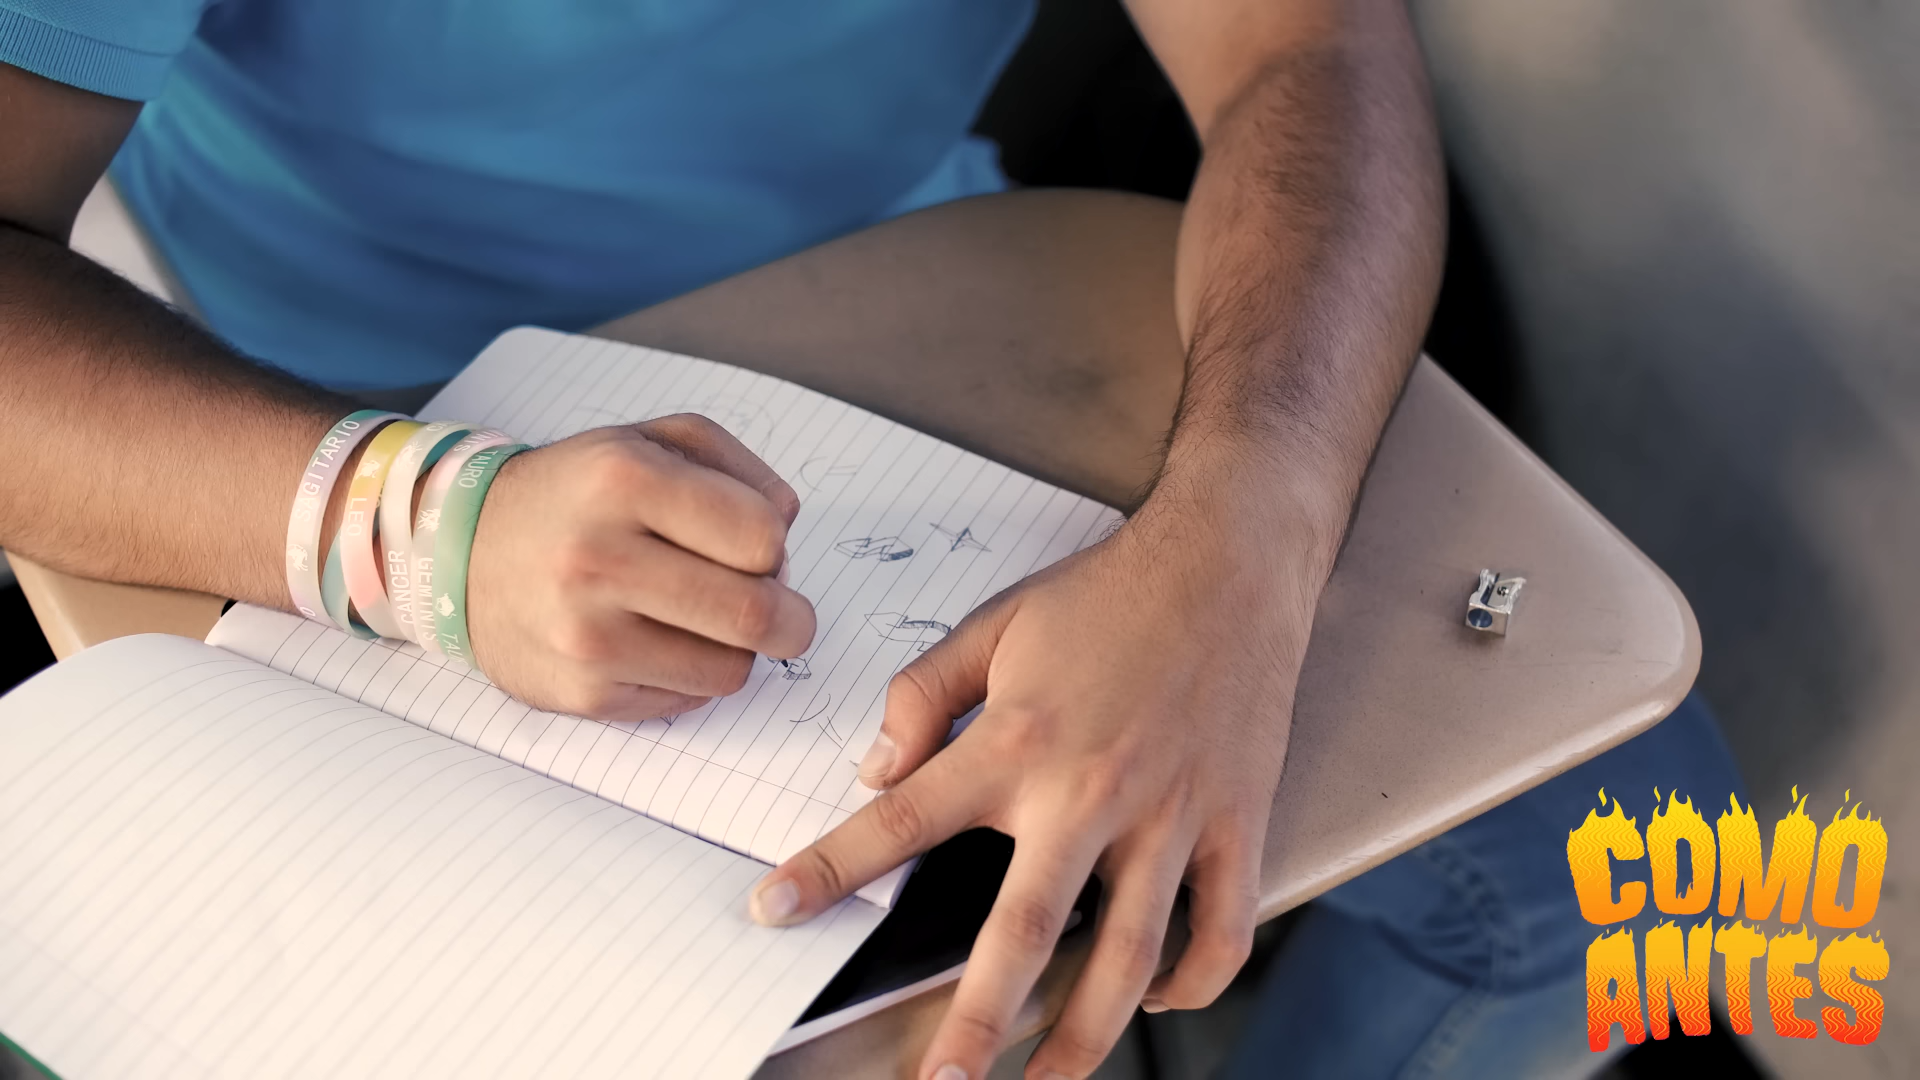 SAGITARIO
LEO
CANCER
GEMINIS
TAURO
COMO
ANTES